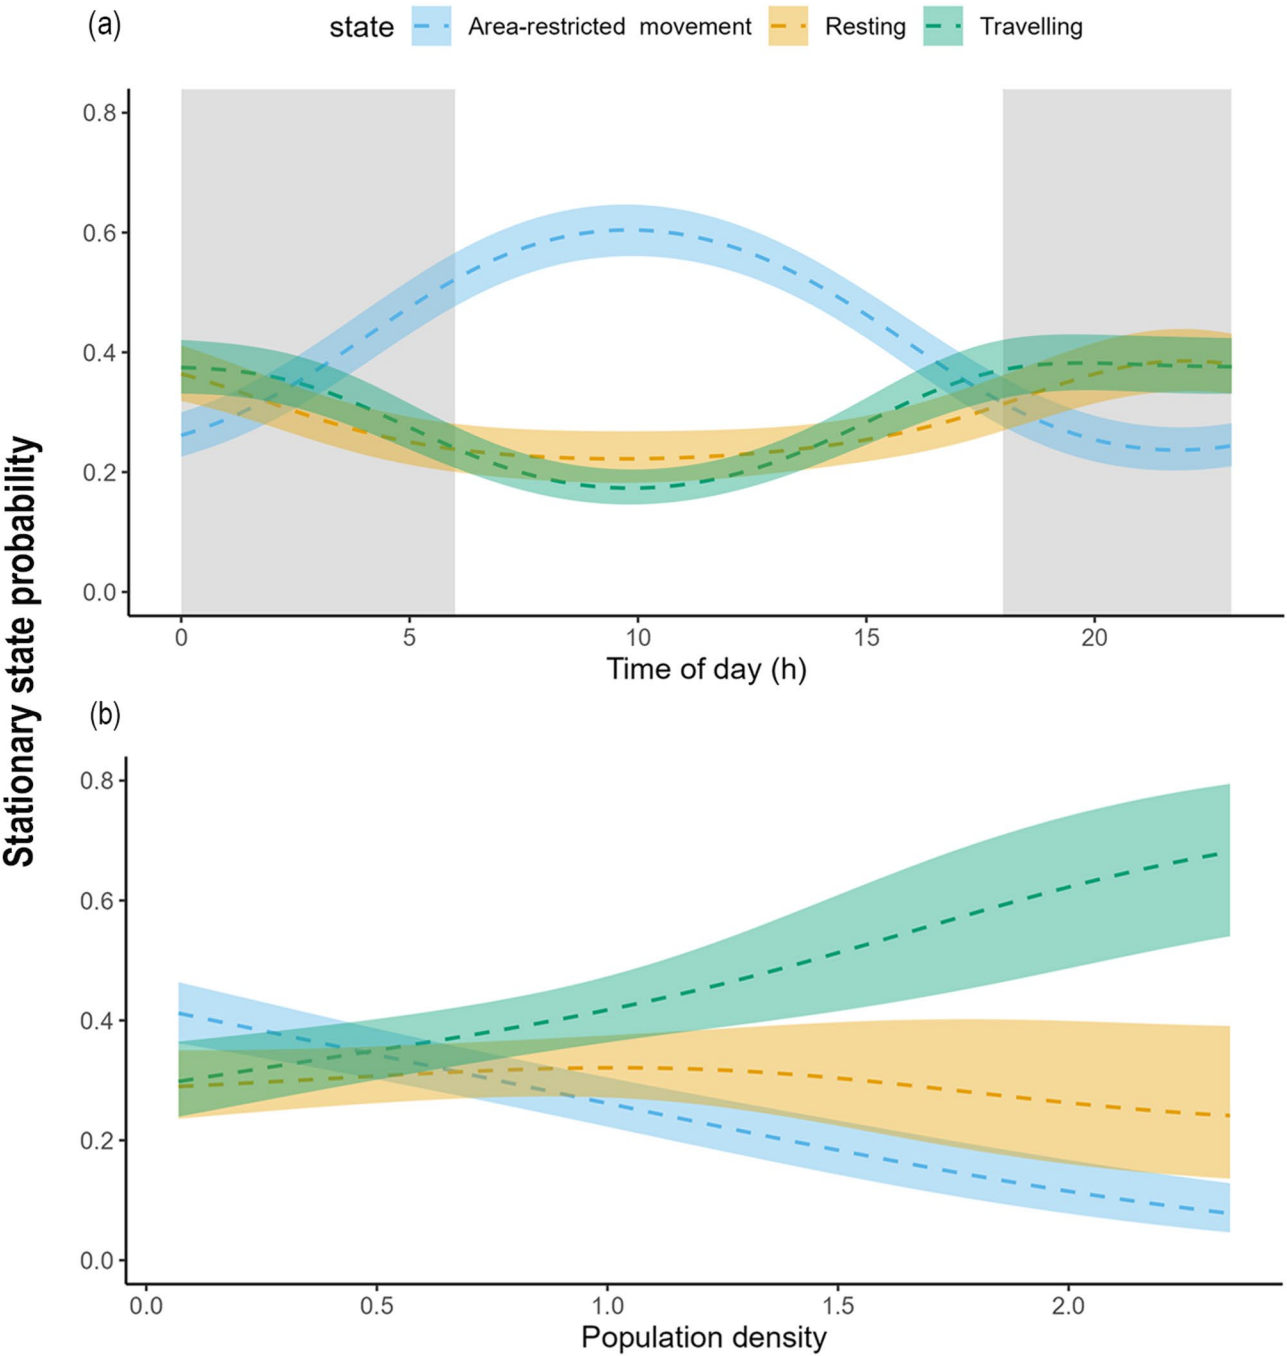 (a)
state Area-restricted movement Resting Travelling
0.8
0.6
0.4
0.2
0.0
0 5 10 15 20
Time of day (h)
Stationary state probability
(b)
0.8
0.6
0.4
0.2
0.0
0.0 0.5 1.0 1.5 2.0
Population density